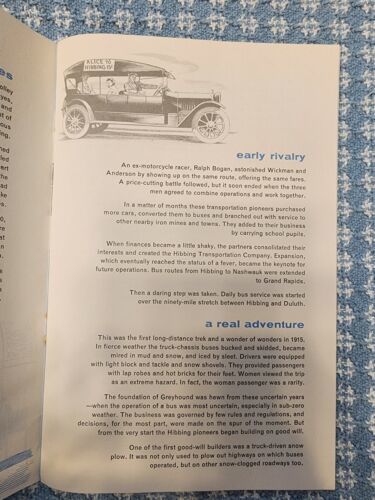 ALICE TO
HIBBING 15¢
early rivalry
An ex-motorcycle racer, Ralph Bogan, astonished Wickman and
Anderson by showing up on the same route, offering the same fares.
A price-cutting battle followed, but it soon ended when the three
men agreed to combine operations and work together.
In a matter of months these transportation pioneers purchased
more cars, converted them to buses and branched out with service to
other nearby iron mines and towns. They added to their business
by carrying school pupils.
When finances became a little shaky, the partners consolidated their
interests and created the Hibbing Transportation Company. Expansion,
which eventually reached the status of a fever, became the keynote for
future operations. Bus routes from Hibbing to Nashwauk were extended
to Grand Rapids.
Then a daring step was taken. Daily bus service was started
over the ninety-mile stretch between Hibbing and Duluth.
a real adventure
This was the first long-distance trek and a wonder of wonders in 1915.
In fierce weather the truck-chassis buses bucked and skidded, became
mired in mud and snow, and iced by sleet. Drivers were equipped
with light block and tackle and snow shovels. They provided passengers
with lap robes and hot bricks for their feet. Women viewed the trip
as an extreme hazard. In fact, the woman passenger was a rarity.
The foundation of Greyhound was hewn from these uncertain years
—when the operation of a bus was most uncertain, especially in sub-zero
weather. The business was governed by few rules and regulations, and
decisions, for the most part, were made on the spur of the moment. But
from the very start the Hibbing pioneers began building on good will.
One of the first good-will builders was a truck-driven snow
plow. It was not only used to plow out highways on which buses
operated, but on other snow-clogged roadways too.